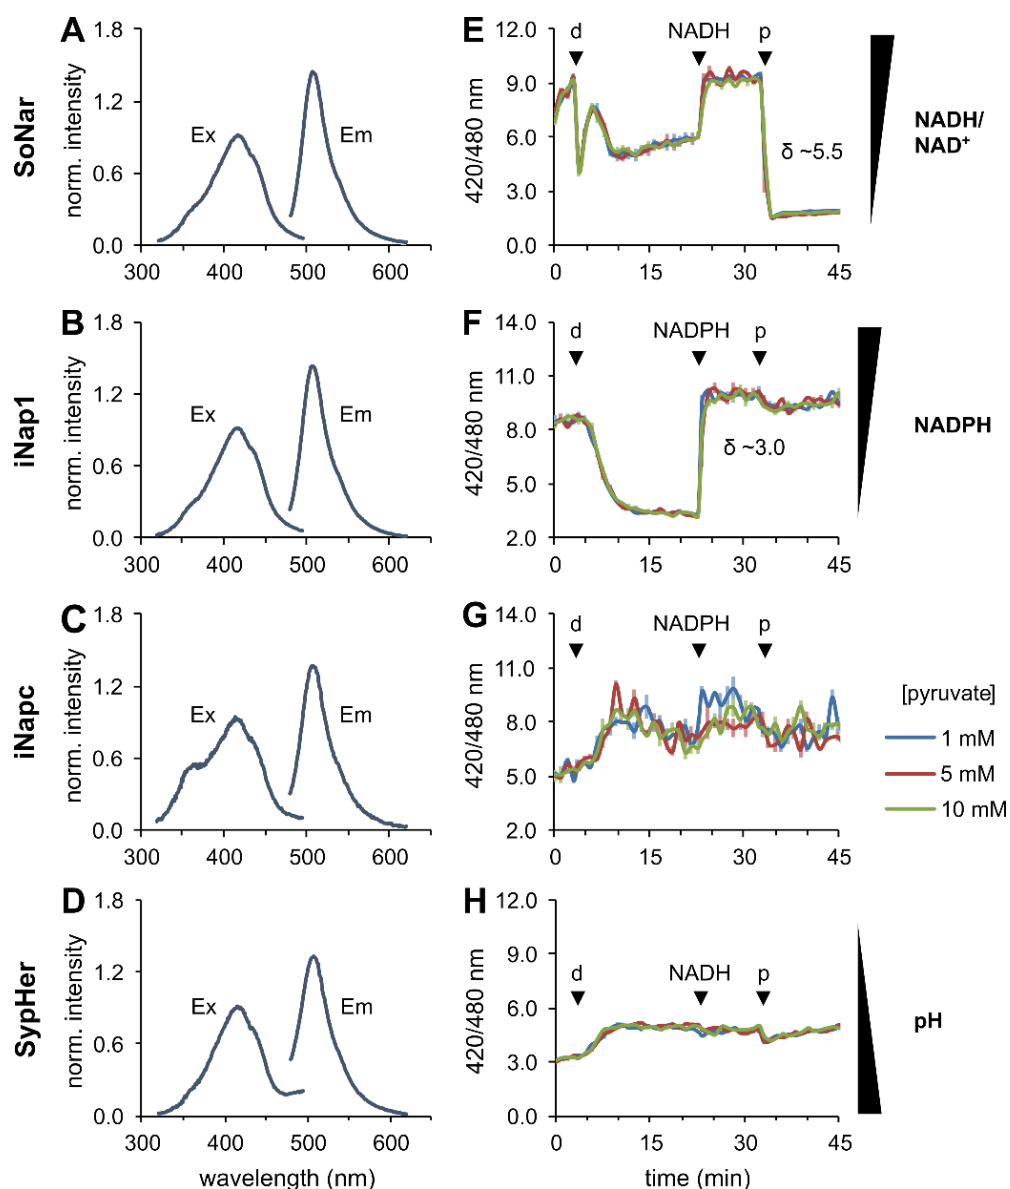 A
SoNar
norm. intensity
1.8
1.2
0.6
0.0
Ex
Em
300
400
500
600
E
420/480 nm
12.0
9.0
6.0
3.0
0.0
d
NADH
p
δ ~5.5
0
15
30
45
NADH/
NAD+
B
iNap1
norm. intensity
1.8
1.2
0.6
0.0
Ex
Em
300
400
500
600
F
420/480 nm
14.0
11.0
8.0
5.0
2.0
d
NADPH
p
δ ~3.0
0
15
30
45
NADPH
C
iNapc
norm. intensity
1.8
1.2
0.6
0.0
Ex
Em
300
400
500
600
G
420/480 nm
14.0
11.0
8.0
5.0
2.0
d
NADPH
p
0
15
30
45
[pyruvate]
1 mM
5 mM
10 mM
D
SypHer
norm. intensity
1.8
1.2
0.6
0.0
Ex
Em
300
400
500
600
wavelength (nm)
H
420/480 nm
12.0
9.0
6.0
3.0
0.0
d
NADH
p
0
15
30
45
time (min)
pH